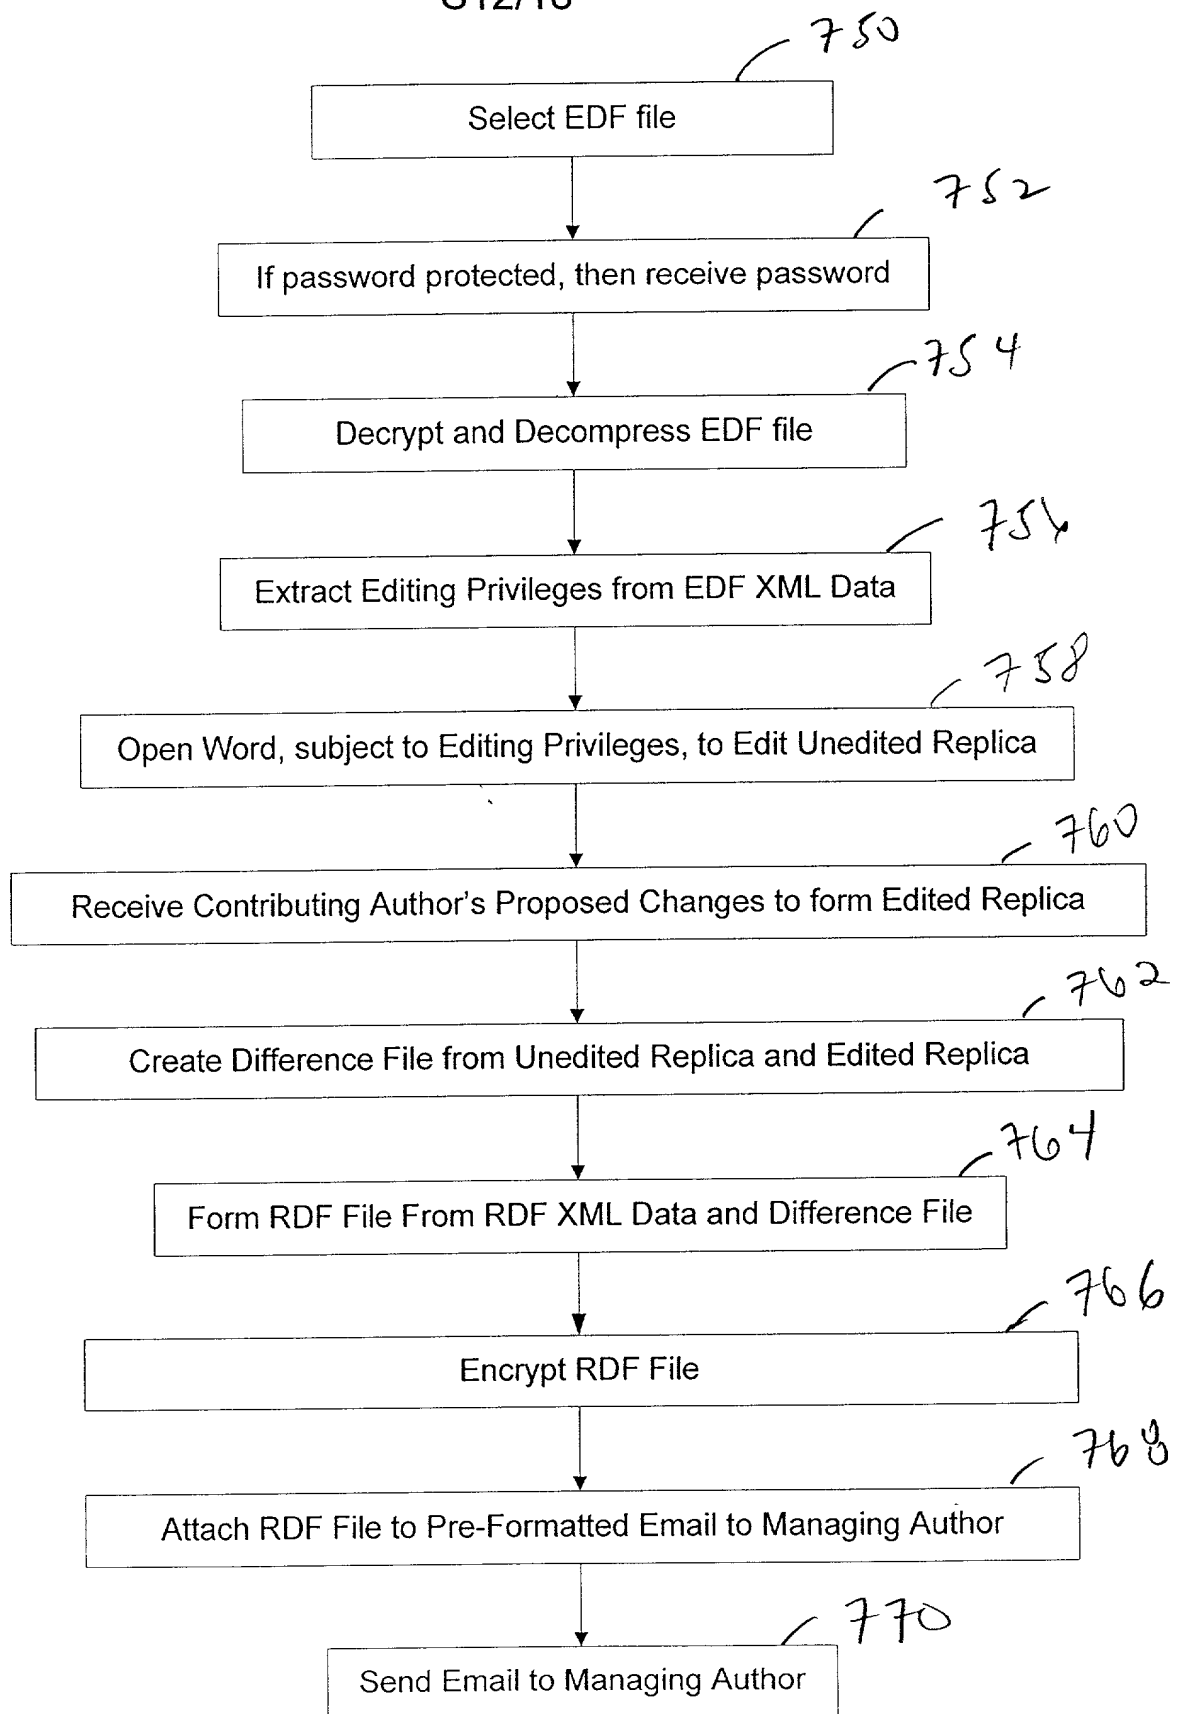 750
Select EDF file
752
If password protected, then receive password
754
Decrypt and Decompress EDF file
756
Extract Editing Privileges from EDF XML Data
758
Open Word, subject to Editing Privileges, to Edit Unedited Replica
760
Receive Contributing Author's Proposed Changes to form Edited Replica
762
Create Difference File from Unedited Replica and Edited Replica
764
Form RDF File From RDF XML Data and Difference File
766
Encrypt RDF File
768
Attach RDF File to Pre-Formatted Email to Managing Author
770
Send Email to Managing Author